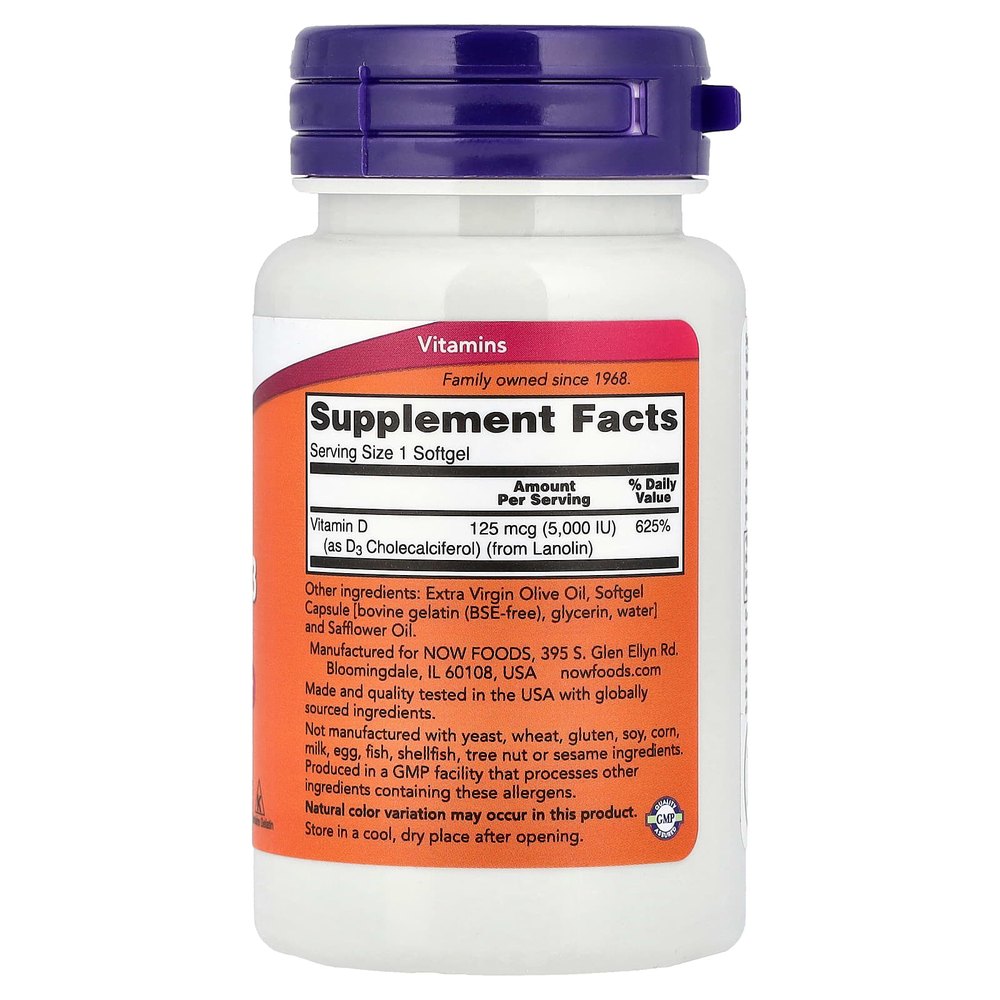 Vitamins
Family owned since 1968.
Supplement Facts
Serving Size 1 Softgel
Amount Per Serving
% Daily Value
Vitamin D 125 mcg (5,000 IU) 625%
(as D₃ Cholecalciferol) (from Lanolin)
Other ingredients: Extra Virgin Olive Oil, Softgel
Capsule [bovine gelatin (BSE-free), glycerin, water]
and Safflower Oil.
Manufactured for NOW FOODS, 395 S. Glen Ellyn Rd.
Bloomingdale, IL 60108, USA nowfoods.com
Made and quality tested in the USA with globally
sourced ingredients.
Not manufactured with yeast, wheat, gluten, soy, corn,
milk, egg, fish, shellfish, tree nut or sesame ingredients.
Produced in a GMP facility that processes other
ingredients containing these allergens.
Natural color variation may occur in this product.
Store in a cool, dry place after opening.
QUALITY
GMP
ASSURED
3
K
Gelatin